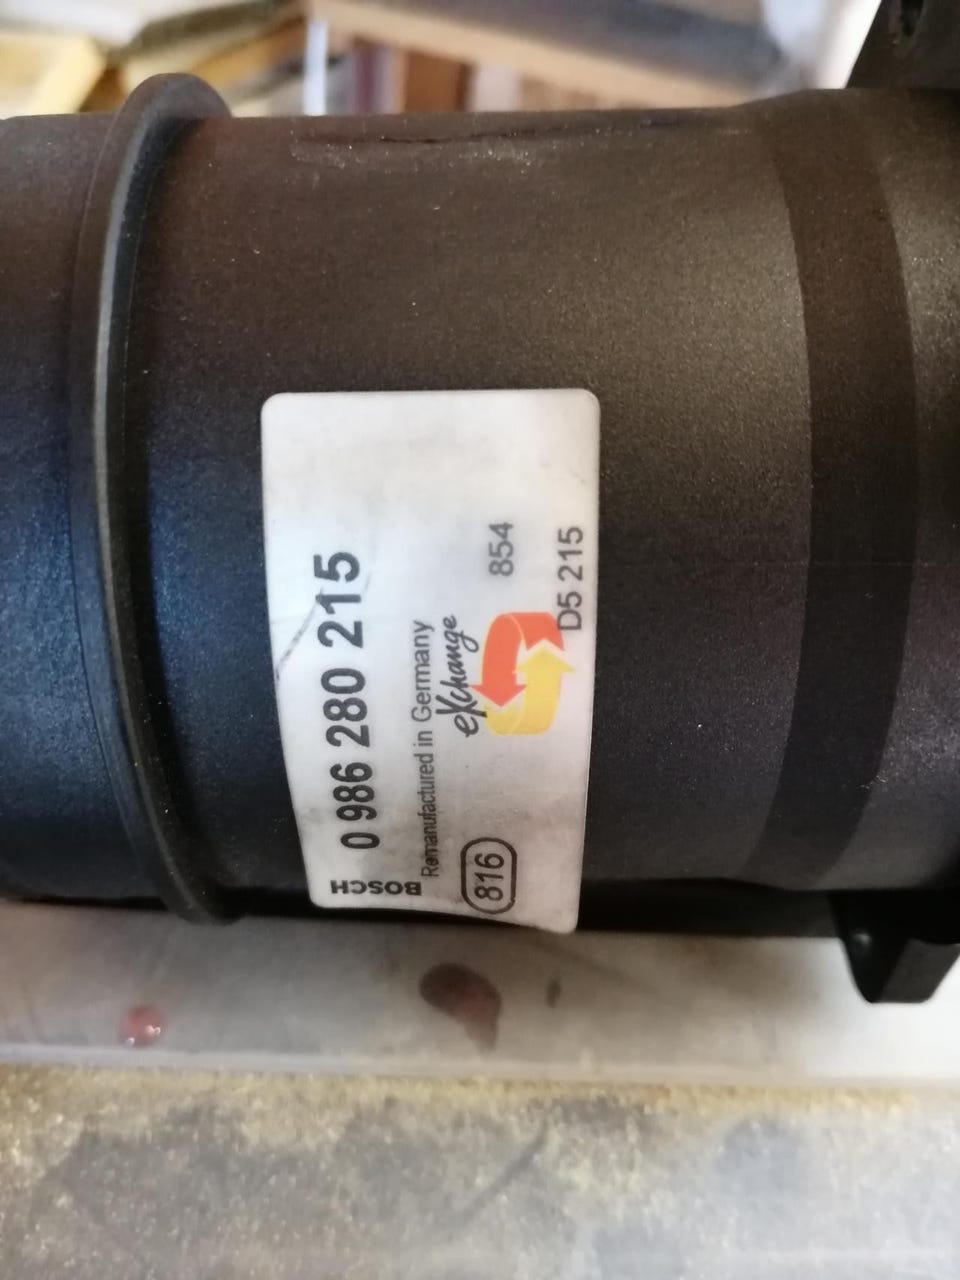 BOSCH
0 986 280 215
Remanufactured in Germany
eXchange
816
854
D5 215